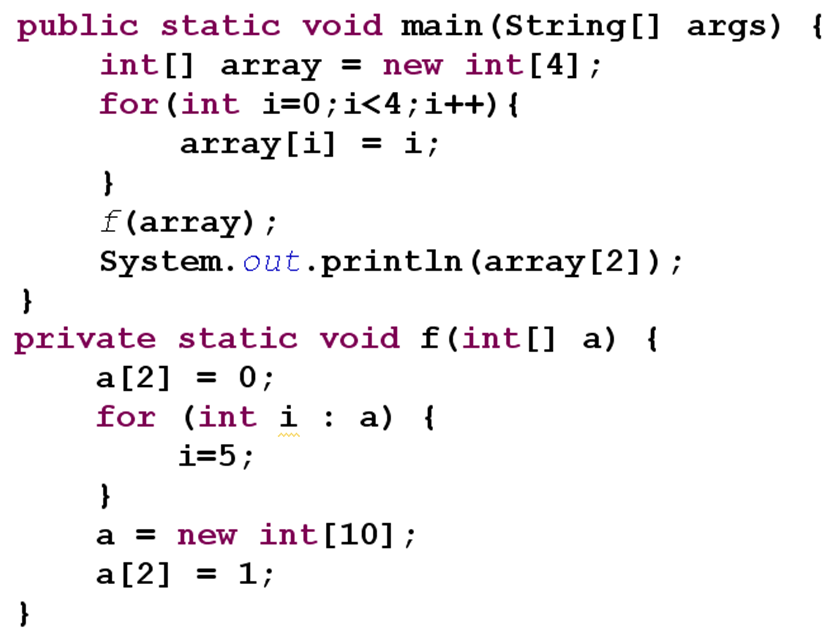 public static void main(String[] args) {
    int[] array = new int[4];
    for(int i=0;i<4;i++){
        array[i] = i;
    }
    f(array);
    System.out.println(array[2]);
}
private static void f(int[] a) {
    a[2] = 0;
    for (int i : a) {
        i=5;
    }
    a = new int[10];
    a[2] = 1;
}